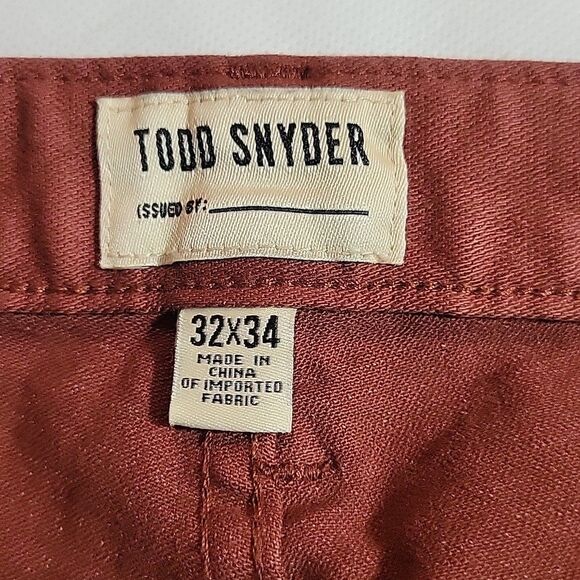 TODD SNYDER
ISSUED BY:
32X34
MADE IN
CHINA
OF IMPORTED
FABRIC